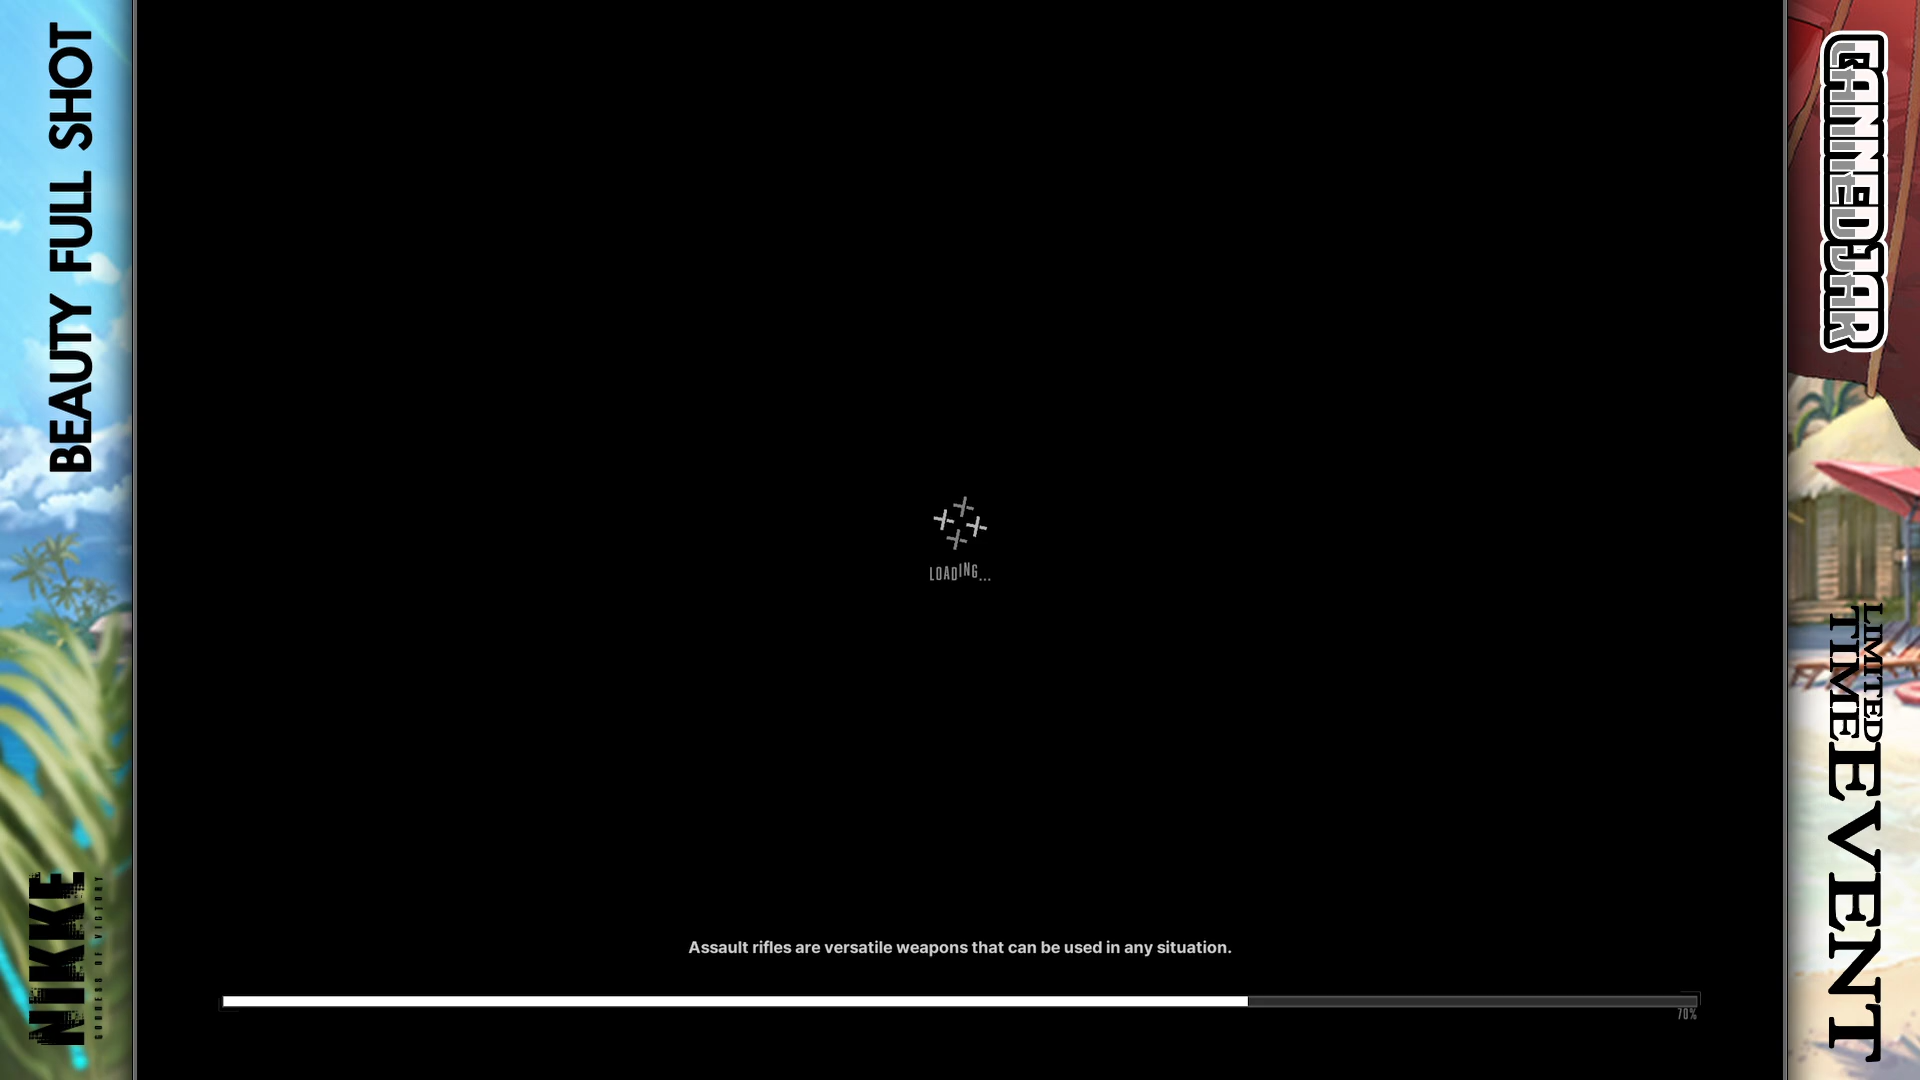 BEAUTY FULL SHOT
NIKKE
GODDESS OF VICTORY
LOADING...
Assault rifles are versatile weapons that can be used in any situation.
70%
CANNEDJAR
LIMITED
TIME
EVENT